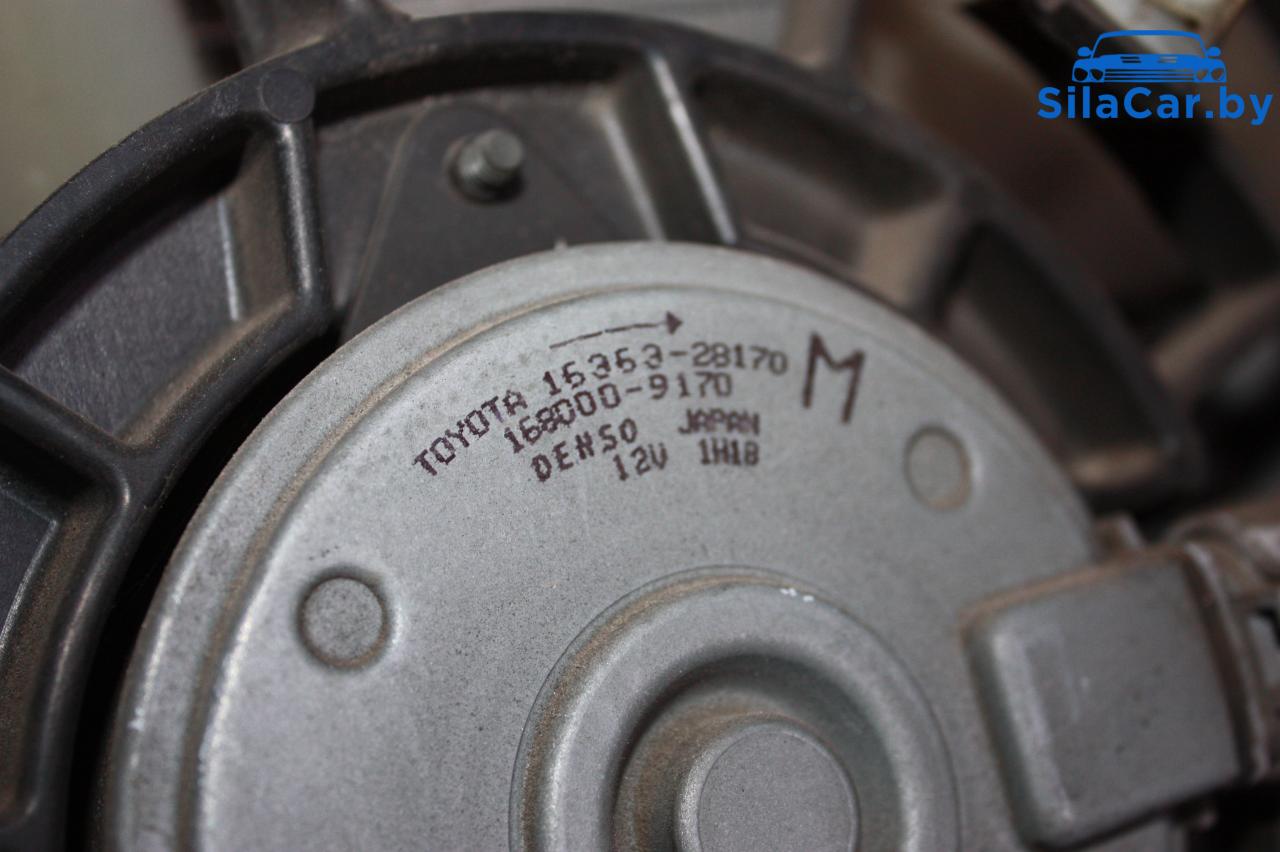 SilaCar.by
TOYOTA 16363-28170 M
168000-9170
DENSO JAPAN
12V 1H18